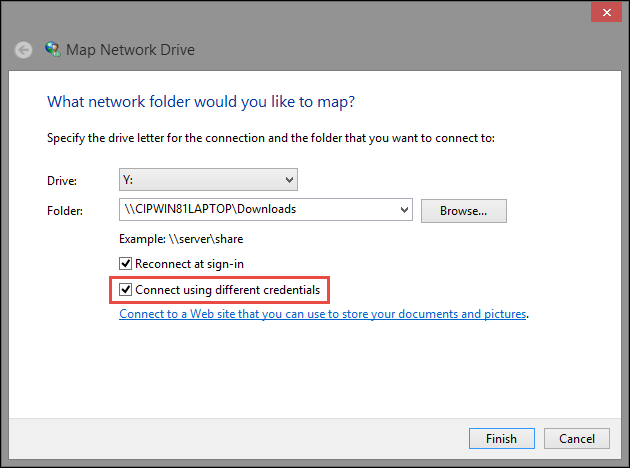 Map Network Drive
What network folder would you like to map?
Specify the drive letter for the connection and the folder that you want to connect to:
Drive: Y:
Folder: \\CIPWIN81LAPTOP\Downloads Browse...
Example: \\server\share
Reconnect at sign-in
Connect using different credentials
Connect to a Web site that you can use to store your documents and pictures.
Finish Cancel